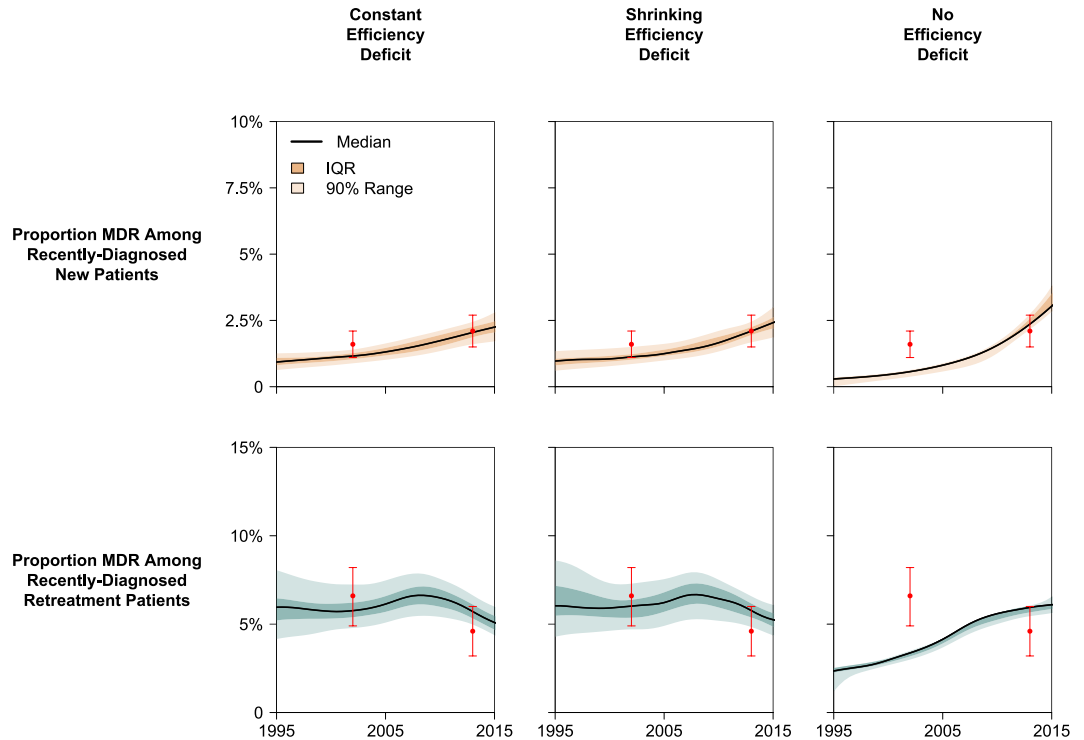 Constant
Efficiency
Deficit
Shrinking
Efficiency
Deficit
No
Efficiency
Deficit
Proportion MDR Among
Recently-Diagnosed
New Patients
10%
7.5%
5%
2.5%
0
Median
IQR
90% Range
Proportion MDR Among
Recently-Diagnosed
Retreatment Patients
15%
10%
5%
0
1995 2005 2015
1995 2005 2015
1995 2005 2015